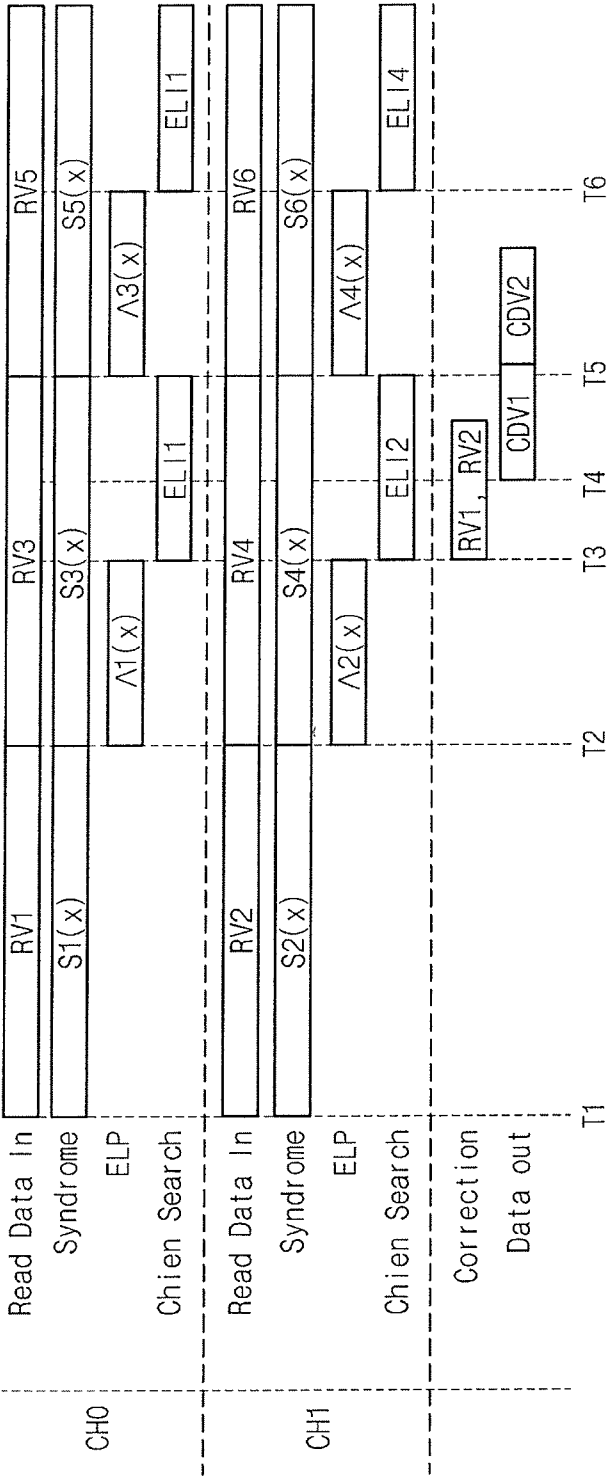 CH0
Read Data In RV1 RV3 RV5
Syndrome S1(x) S3(x) S5(x)
ELP Λ1(x) Λ3(x)
Chien Search ELI1 ELI1
CH1
Read Data In RV2 RV4 RV6
Syndrome S2(x) S4(x) S6(x)
ELP Λ2(x) Λ4(x)
Chien Search ELI2 ELI4
Correction RV1, RV2
Data out CDV1 CDV2
T1 T2 T3 T4 T5 T6